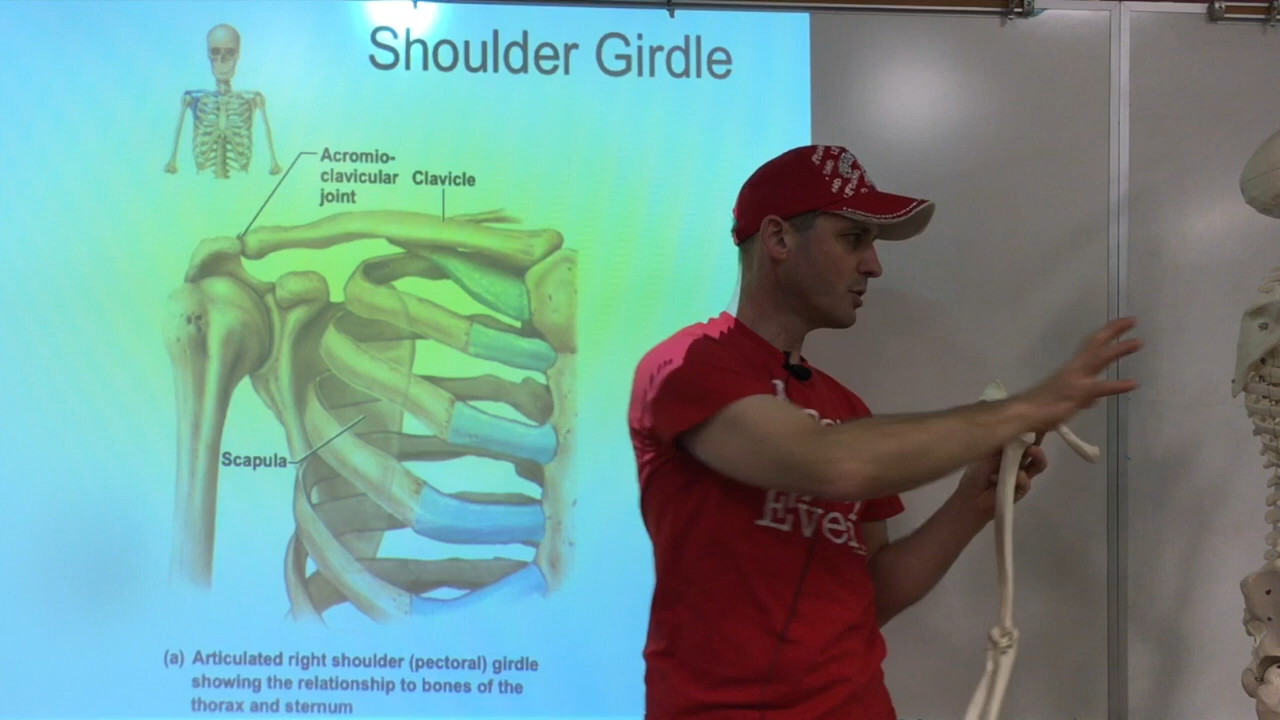 Shoulder Girdle
Acromio-
clavicular
joint
Clavicle
Scapula
(a) Articulated right shoulder (pectoral) girdle
showing the relationship to bones of the
thorax and sternum